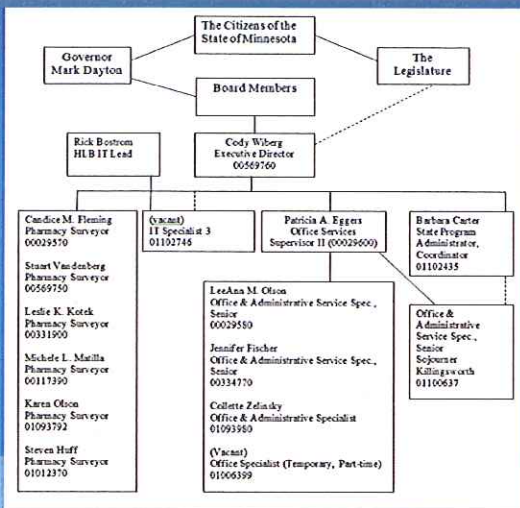 The Citizens of the
State of Minnesota
Governor
Mark Dayton
The
Legislature
Board Members
Rick Bostrom
HLB IT Lead
Cody Wiberg
Executive Director
00569760
Candice M. Fleming
Pharmacy Surveyor
00029570
Stuart Vandenberg
Pharmacy Surveyor
00569750
Leslie K. Kotek
Pharmacy Surveyor
00331900
Michele L. Mattila
Pharmacy Surveyor
00117390
Karen Olson
Pharmacy Surveyor
01093792
Steven Huff
Pharmacy Surveyor
01012370
(vacant)
IT Specialist 3
01102746
Patricia A. Eggers
Office Services
Supervisor II (00029600)
Barbara Carter
State Program
Administrator,
Coordinator
01102435
LeeAnn M. Olson
Office & Administrative Service Spec.,
Senior
00029580
Jennifer Fischer
Office & Administrative Service Spec.,
Senior
00334770
Collette Zelinsky
Office & Administrative Specialist
01093980
(Vacant)
Office Specialist (Temporary, Part-time)
01006399
Office &
Administrative
Service Spec.,
Senior
Sojourner
Killingsworth
01100637